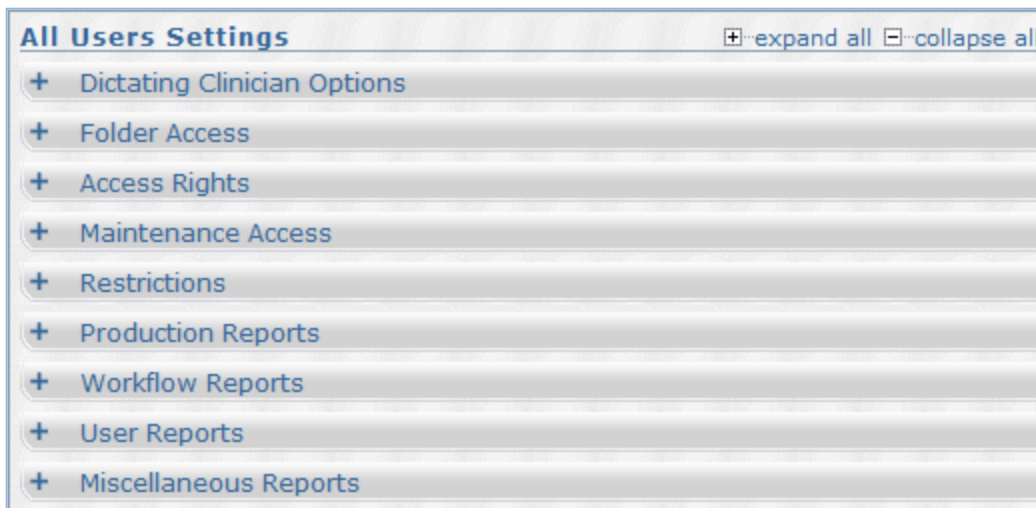 All Users Settings expand all collapse al
Dictating Clinician Options
Folder Access
Access Rights
Maintenance Access
Restrictions
Production Reports
Workflow Reports
User Reports
Miscellaneous Reports